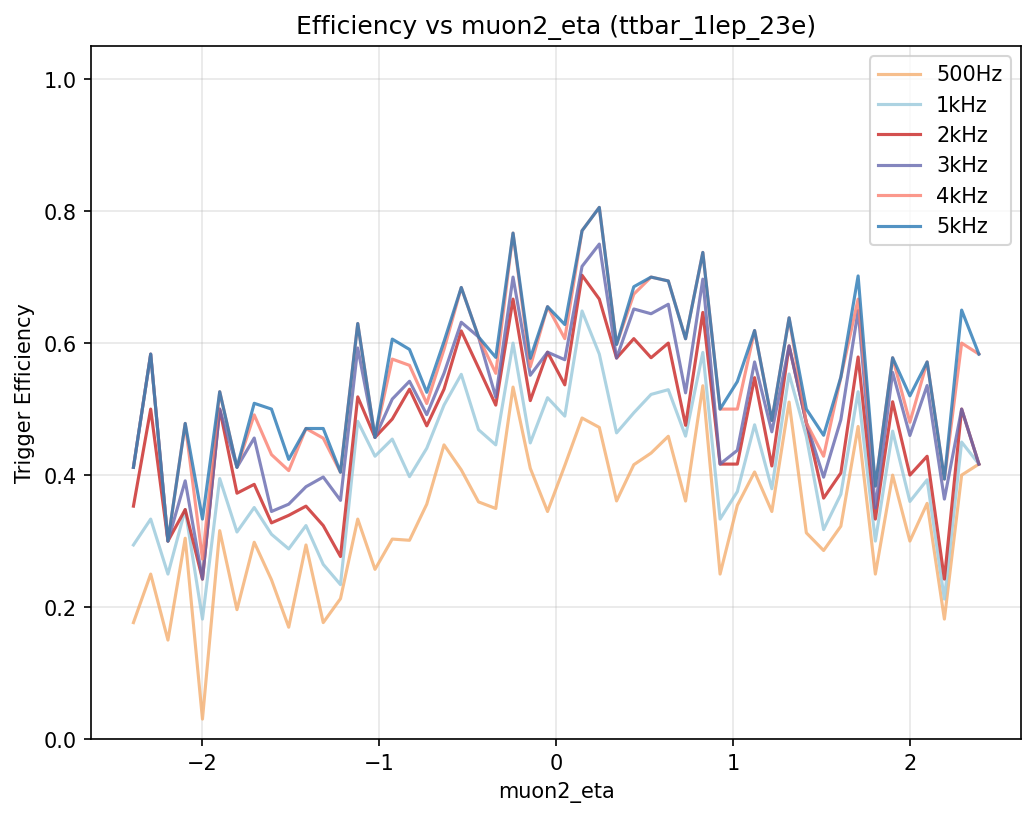 Efficiency vs muon2_eta (ttbar_1lep_23e)
1.0
0.8
0.6
0.4
0.2
0.0
Trigger Efficiency
500Hz
1kHz
2kHz
3kHz
4kHz
5kHz
−2
−1
0
1
2
muon2_eta